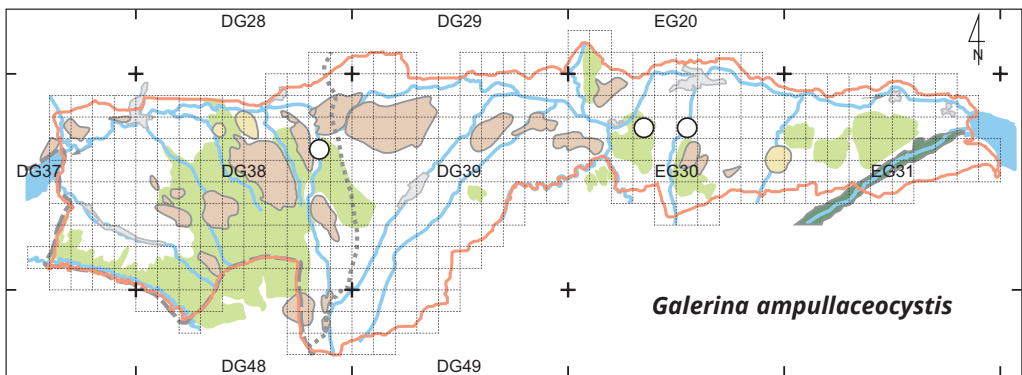 DG28 DG29 EG20
N
DG37 DG38 DG39 EG30 EG31
Galerina ampullaceocystis
DG48 DG49